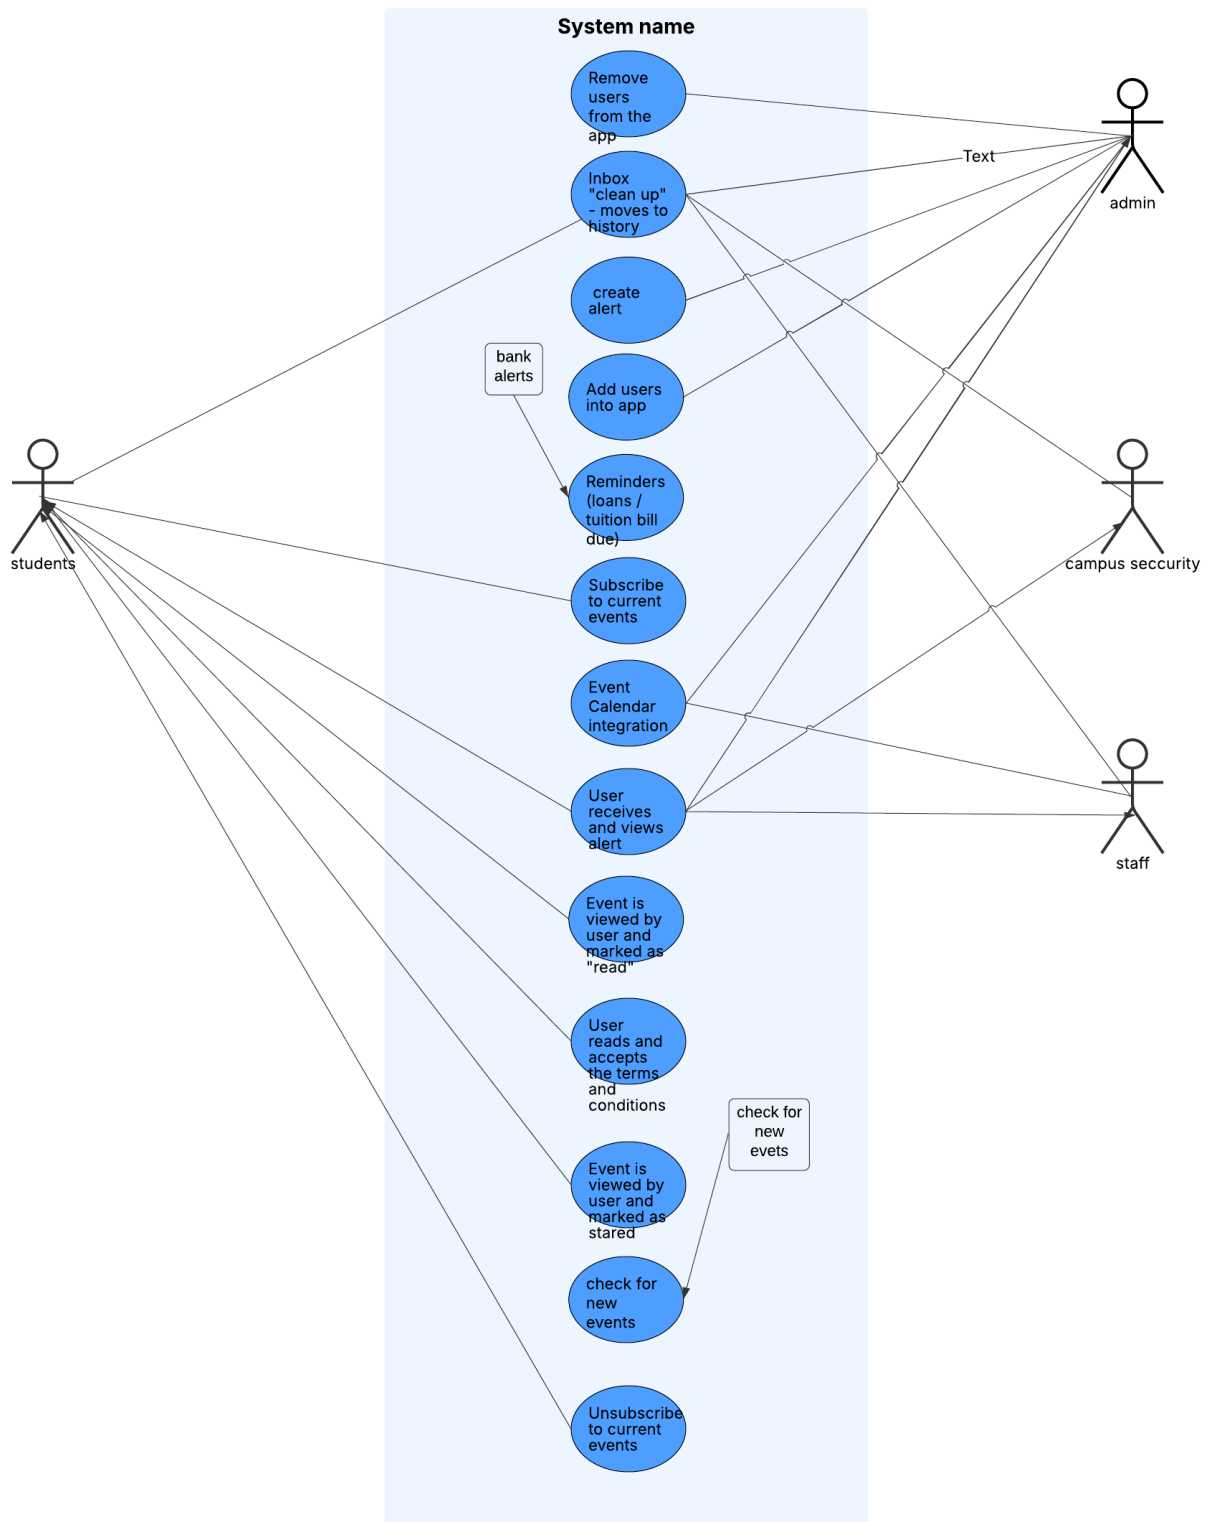 System name
Remove
users
from the
app
admin
Text
Inbox
"clean up"
- moves to
history
create
alert
bank
alerts
Add users
into app
Reminders
(loans /
tuition bill
due)
students
campus seccurity
Subscribe
to current
events
Event
Calendar
integration
User
receives
and views
alert
staff
Event is
viewed by
user and
marked as
"read"
User
reads and
accepts
the terms
and
conditions
check for
new
evets
Event is
viewed by
user and
marked as
stared
check for
new
events
Unsubscribe
to current
events